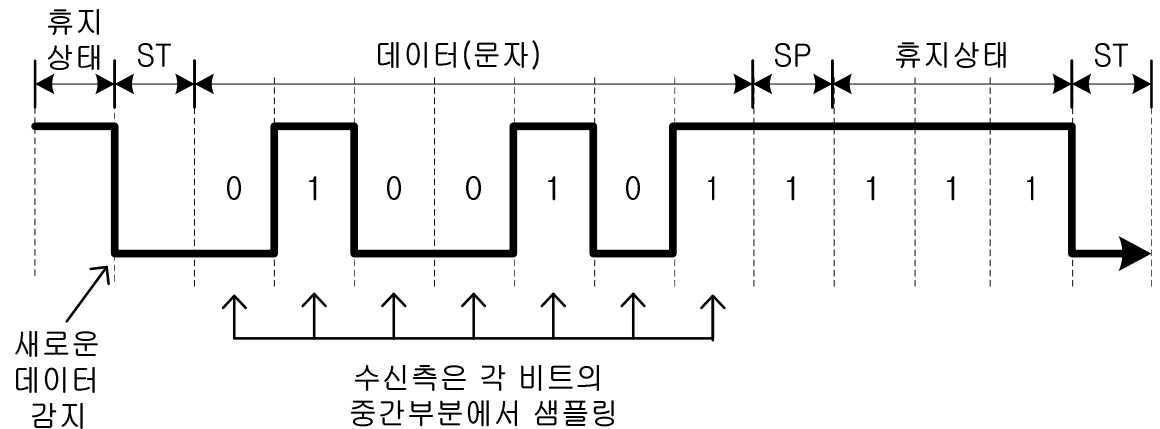 휴지
상태
ST
데이터(문자)
SP
휴지상태
ST
0 1 0 0 1 0 1 1 1 1 1
새로운
데이터
감지
수신측은 각 비트의
중간부분에서 샘플링